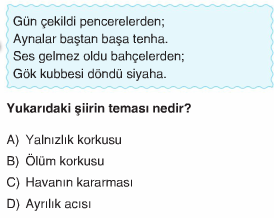 Gün çekildi pencerelerden;
Aynalar baştan başa tenha.
Ses gelmez oldu bahçelerden;
Gök kubbesi döndü siyaha.
Yukarıdaki şiirin teması nedir?
A) Yalnızlık korkusu
B) Ölüm korkusu
C) Havanın kararması
D) Ayrılık acısı